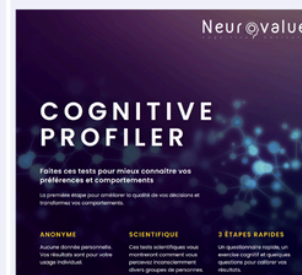 Neurovalue
COGNITIVE
PROFILER
Faites ces tests pour mieux connaître vos
préférences et comportements
La première étape pour améliorer la qualité de vos décisions et
transformez vos comportements.
ANONYME
Aucune donnée personnelle.
Vos résultats sont pour votre
usage individuel.
SCIENTIFIQUE
Ces tests scientifiques vous
montreront comment vous
percevez inconsciemment
divers groupes de personnes.
3 ÉTAPES RAPIDES
Un questionnaire rapide, un
exercice cognitif et quelques
questions pour calibrer vos
résultats.